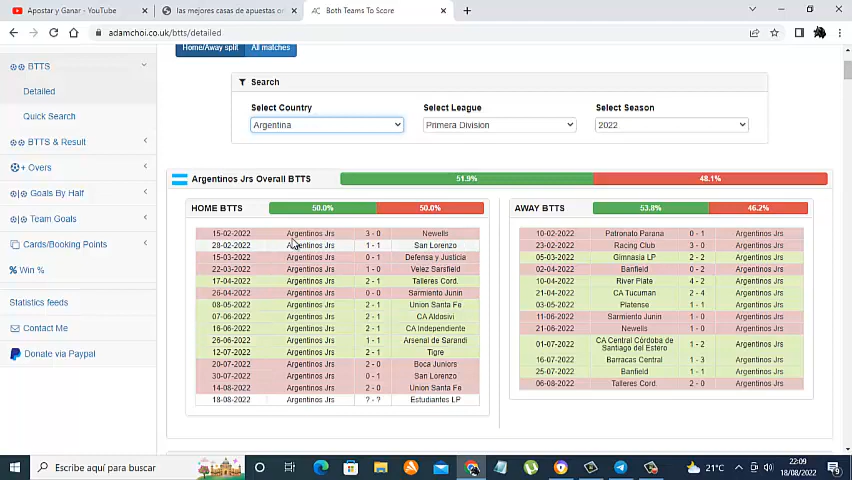 Apostar y Ganar - YouTube
las mejores casas de apuestas on
Both Teams To Score
adamchoi.co.uk/btts/detailed
BTTS
Detailed
Quick Search
BTTS & Result
+ Overs
Goals By Half
Team Goals
Cards/Booking Points
Win %
Statistics feeds
Contact Me
Donate via Paypal
Home/Away split
All matches
Search
Select Country
Select League
Select Season
Argentina
Primera Division
2022
Argentinos Jrs Overall BTTS
51.9%
48.1%
HOME BTTS
50.0%
50.0%
15-02-2022 Argentinos Jrs 3 - 0 Newells
28-02-2022 Argentinos Jrs 1 - 1 San Lorenzo
15-03-2022 Argentinos Jrs 0 - 1 Defensa y Justicia
22-03-2022 Argentinos Jrs 1 - 0 Velez Sarsfield
17-04-2022 Argentinos Jrs 2 - 1 Talleres Cord.
26-04-2022 Argentinos Jrs 0 - 0 Sarmiento Junin
08-05-2022 Argentinos Jrs 2 - 1 Union Santa Fe
07-06-2022 Argentinos Jrs 2 - 1 CA Aldosivi
16-06-2022 Argentinos Jrs 2 - 1 CA Independiente
26-06-2022 Argentinos Jrs 1 - 1 Arsenal de Sarandi
12-07-2022 Argentinos Jrs 2 - 1 Tigre
20-07-2022 Argentinos Jrs 2 - 0 Boca Juniors
30-07-2022 Argentinos Jrs 0 - 1 San Lorenzo
14-08-2022 Argentinos Jrs 2 - 0 Union Santa Fe
18-08-2022 Argentinos Jrs ? - ? Estudiantes LP
AWAY BTTS
53.8%
46.2%
10-02-2022 Patronato Parana 0 - 1 Argentinos Jrs
23-02-2022 Racing Club 3 - 0 Argentinos Jrs
05-03-2022 Gimnasia LP 2 - 2 Argentinos Jrs
02-04-2022 Banfield 0 - 2 Argentinos Jrs
10-04-2022 River Plate 4 - 2 Argentinos Jrs
21-04-2022 CA Tucuman 2 - 4 Argentinos Jrs
03-05-2022 Platense 1 - 1 Argentinos Jrs
11-06-2022 Sarmiento Junin 1 - 0 Argentinos Jrs
21-06-2022 Newells 1 - 0 Argentinos Jrs
01-07-2022 CA Central Córdoba de Santiago del Estero 1 - 2 Argentinos Jrs
16-07-2022 Barracas Central 1 - 3 Argentinos Jrs
25-07-2022 Banfield 1 - 1 Argentinos Jrs
06-08-2022 Talleres Cord. 2 - 0 Argentinos Jrs
Escribe aquí para buscar
21°C
22:09
18/08/2022